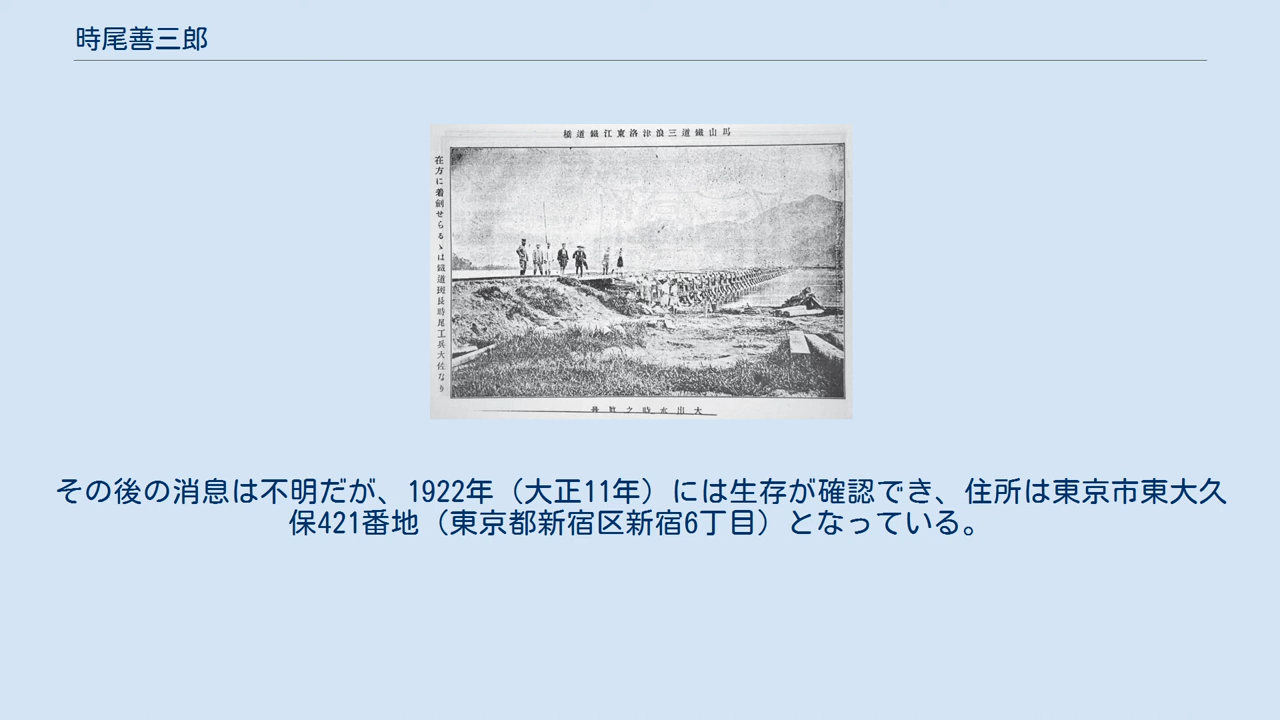 時尾善三郎
馬山鐵道三浪津洛東江鐵道橋
在方に着劍せらるゝは鐵道班長時尾工兵大佐なり
大出水時之
その後の消息は不明だが、1922年（大正11年）には生存が確認でき、住所は東京市東大久
保421番地（東京都新宿区新宿6丁目）となっている。